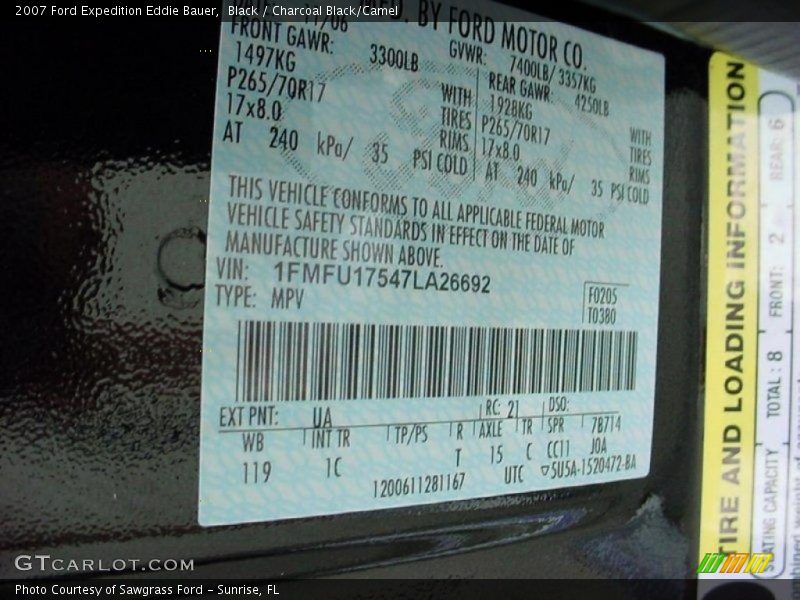 2007 Ford Expedition Eddie Bauer, Black / Charcoal Black/Camel
11/06 BY FORD MOTOR CO.
FRONT GAWR: 3300LB GVWR: 7400LB/ 3357KG
1497KG WITH REAR GAWR: 4250LB
P265/70R17 TIRES 1928KG WITH
17x8.0 RIMS P265/70R17 TIRES
AT 240 kPa/ 35 PSI COLD 17x8.0 RIMS
AT 240 kPa/ 35 PSI COLD
THIS VEHICLE CONFORMS TO ALL APPLICABLE FEDERAL MOTOR
VEHICLE SAFETY STANDARDS IN EFFECT ON THE DATE OF
MANUFACTURE SHOWN ABOVE.
VIN: 1FMFU17547LA26692
TYPE: MPV
F0205
T0380
EXT PNT: UA RC: 21 DSO:
WB INT TR TP/PS R AXLE TR SPR 7B714
119 1C T 15 C CC11 JOA
1200611281167 UTC ▽5U5A-1520472-BA
TIRE AND LOADING INFORMATION
SEATING CAPACITY TOTAL: 8 FRONT: 2 REAR: 6
GTCARLOT.COM
Photo Courtesy of Sawgrass Ford - Sunrise, FL